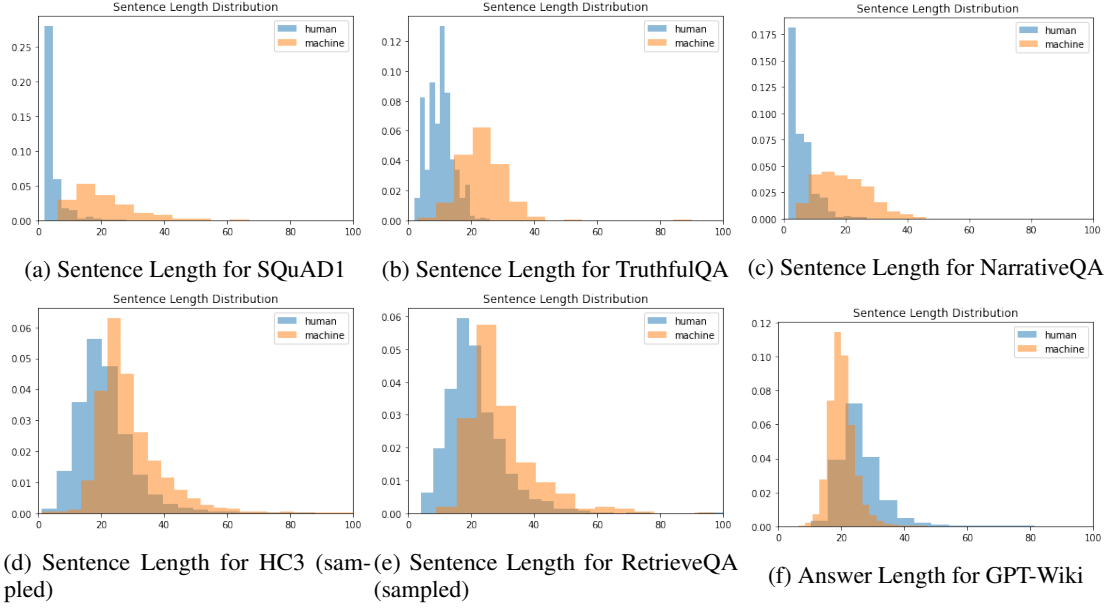 Sentence Length Distribution
human
machine
0.25
0.20
0.15
0.10
0.05
0.00
0 20 40 60 80 100
(a) Sentence Length for SQuAD1
Sentence Length Distribution
human
machine
0.12
0.10
0.08
0.06
0.04
0.02
0.00
0 20 40 60 80 100
(b) Sentence Length for TruthfulQA
Sentence Length Distribution
human
machine
0.175
0.150
0.125
0.100
0.075
0.050
0.025
0.000
0 20 40 60 80 100
(c) Sentence Length for NarrativeQA
Sentence Length Distribution
human
machine
0.06
0.05
0.04
0.03
0.02
0.01
0.00
0 20 40 60 80 100
(d) Sentence Length for HC3 (sam-
pled)
Sentence Length Distribution
human
machine
0.06
0.05
0.04
0.03
0.02
0.01
0.00
0 20 40 60 80 100
(e) Sentence Length for RetrieveQA
(sampled)
Sentence Length Distribution
human
machine
0.12
0.10
0.08
0.06
0.04
0.02
0.00
0 20 40 60 80 100
(f) Answer Length for GPT-Wiki